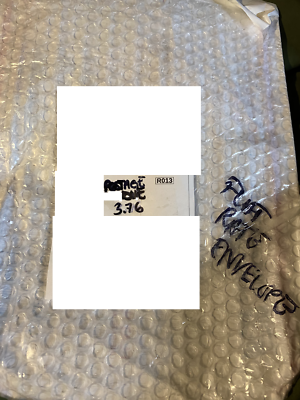 POSTAGE R013
DUE
3.76
FLAT
RATE
ENVELOPE